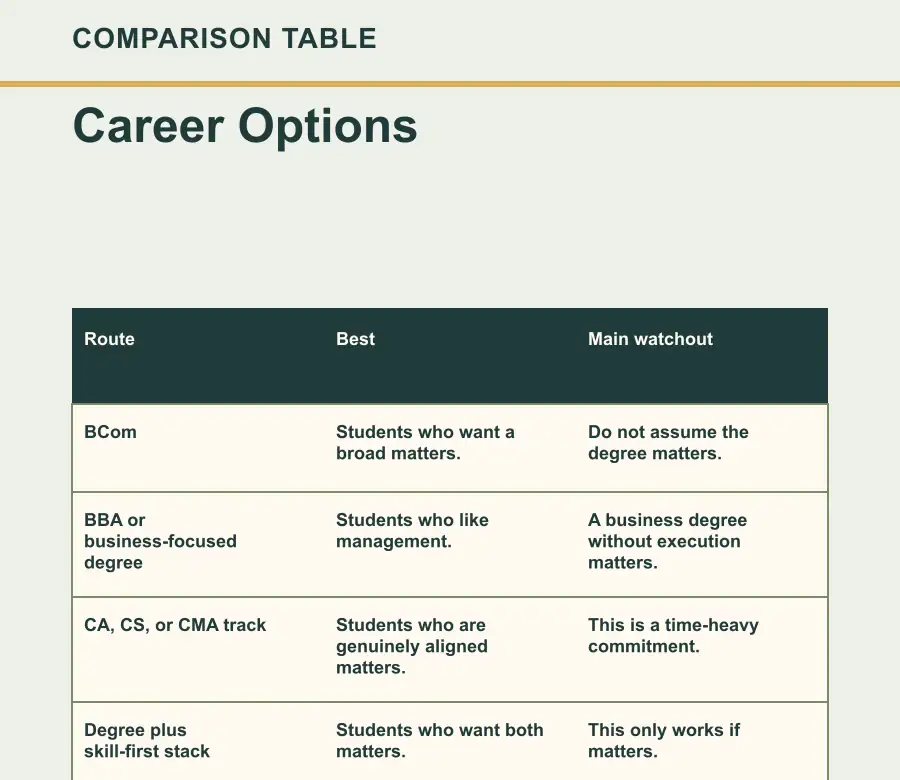 COMPARISON TABLE
Career Options
Route
Best
Main watchout
BCom
Students who want a
broad matters.
Do not assume the
degree matters.
BBA or
business-focused
degree
Students who like
management.
A business degree
without execution
matters.
CA, CS, or CMA track
Students who are
genuinely aligned
matters.
This is a time-heavy
commitment.
Degree plus
skill-first stack
Students who want both
matters.
This only works if
matters.